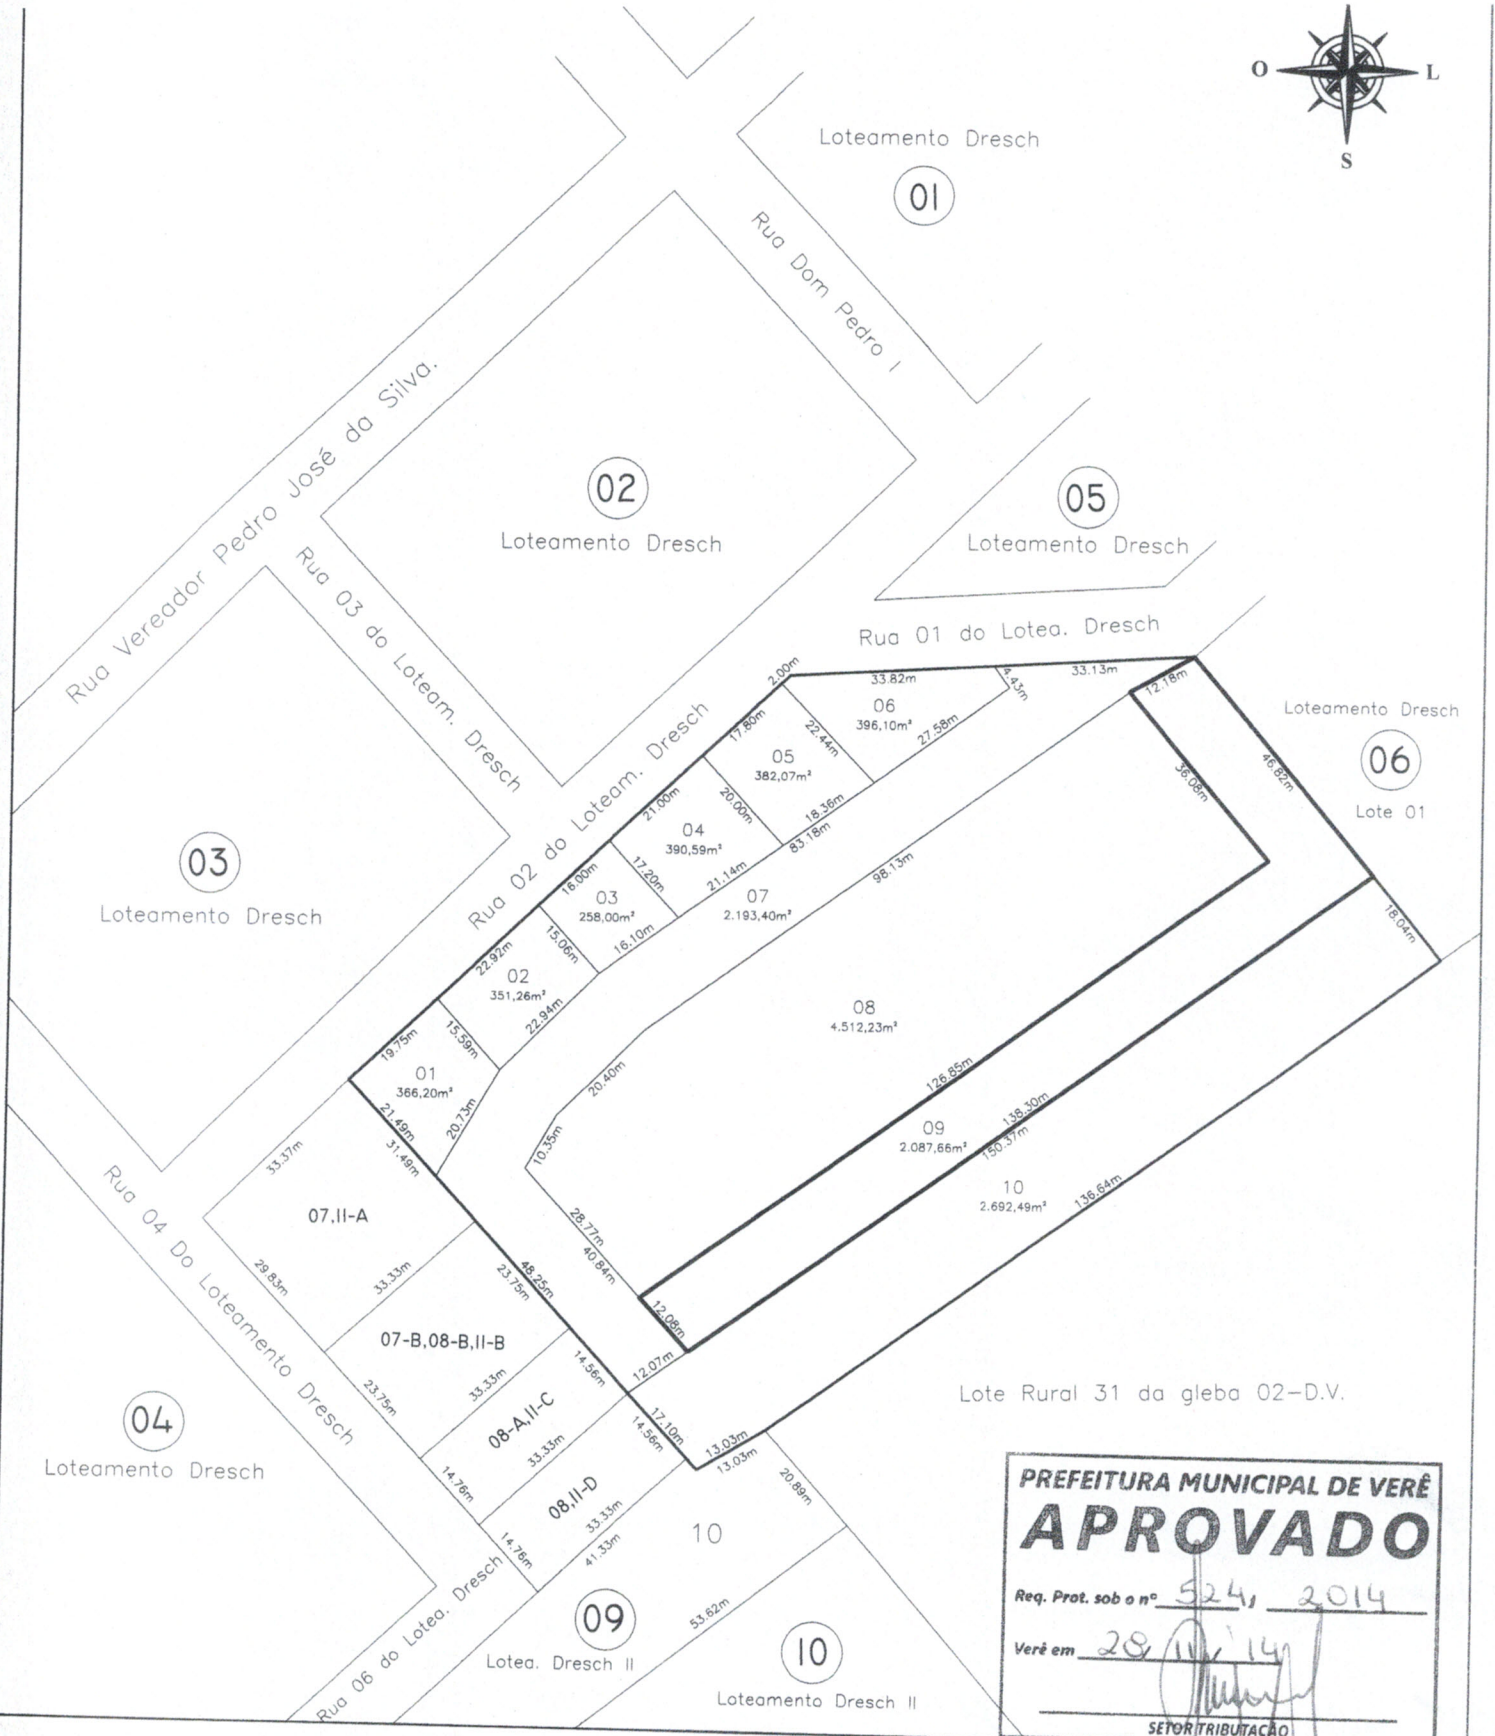 O
L
S
Loteamento Dresch
01
Rua Dom Pedro I
Rua Vereador Pedro José da Silva.
02
Loteamento Dresch
05
Loteamento Dresch
Rua 03 do Loteam. Dresch
Rua 01 do Lotea. Dresch
Rua 02 do Loteam. Dresch
03
Loteamento Dresch
Loteamento Dresch
06
Lote 01
2.00m
33.82m
4.43m
33.13m
12.18m
06
396,10m²
27.58m
22.44m
17.80m
05
382,07m²
18.36m
20.00m
21.00m
04
390,59m²
21.14m
83.18m
17.20m
16.00m
03
258,00m²
16.10m
15.06m
22.92m
02
351,26m²
22.94m
15.59m
19.75m
01
366,20m²
20.73m
21.49m
31.49m
07
2.193,40m²
98.13m
36.08m
46.82m
18.04m
08
4.512,23m²
20.40m
10.35m
28.77m
40.84m
126.85m
09
2.087,66m²
138.30m
150.37m
10
2.692,49m²
136.64m
12.08m
12.07m
48.25m
23.75m
14.56m
17.10m
14.56m
13.03m
13.03m
20.89m
33.37m
07,II-A
29.83m
33.33m
07-B,08-B,II-B
23.75m
33.33m
08-A,II-C
14.76m
33.33m
08,II-D
14.76m
33.33m
41.33m
Rua 04 Do Loteamento Dresch
04
Loteamento Dresch
Rua 06 do Lotea. Dresch
10
09
Lotea. Dresch II
53.62m
10
Loteamento Dresch II
Lote Rural 31 da gleba 02-D.V.
PREFEITURA MUNICIPAL DE VERÊ
APROVADO
Req. Prot. sob o nº 524, 2014
Verê em 28, 11, 14
SETOR TRIBUTAÇÃO